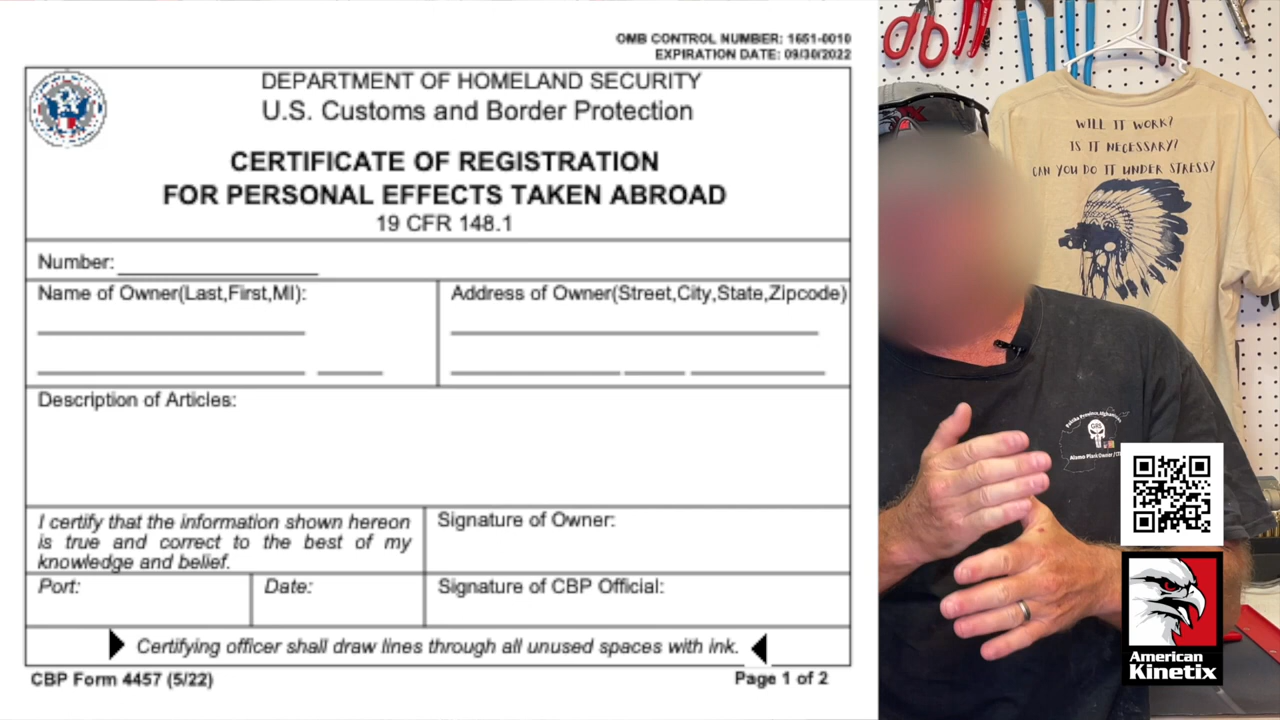 OMB CONTROL NUMBER: 1651-0010
EXPIRATION DATE: 09/30/2022
DEPARTMENT OF HOMELAND SECURITY
U.S. Customs and Border Protection
CERTIFICATE OF REGISTRATION
FOR PERSONAL EFFECTS TAKEN ABROAD
19 CFR 148.1
Number:
Name of Owner(Last,First,MI):
Address of Owner(Street,City,State,Zipcode)
Description of Articles:
I certify that the information shown hereon
is true and correct to the best of my
knowledge and belief.
Signature of Owner:
Port:
Date:
Signature of CBP Official:
Certifying officer shall draw lines through all unused spaces with ink.
CBP Form 4457 (5/22)
Page 1 of 2
WILL IT WORK?
IS IT NECESSARY?
CAN YOU DO IT UNDER STRESS?
GRS
American
Kinetix